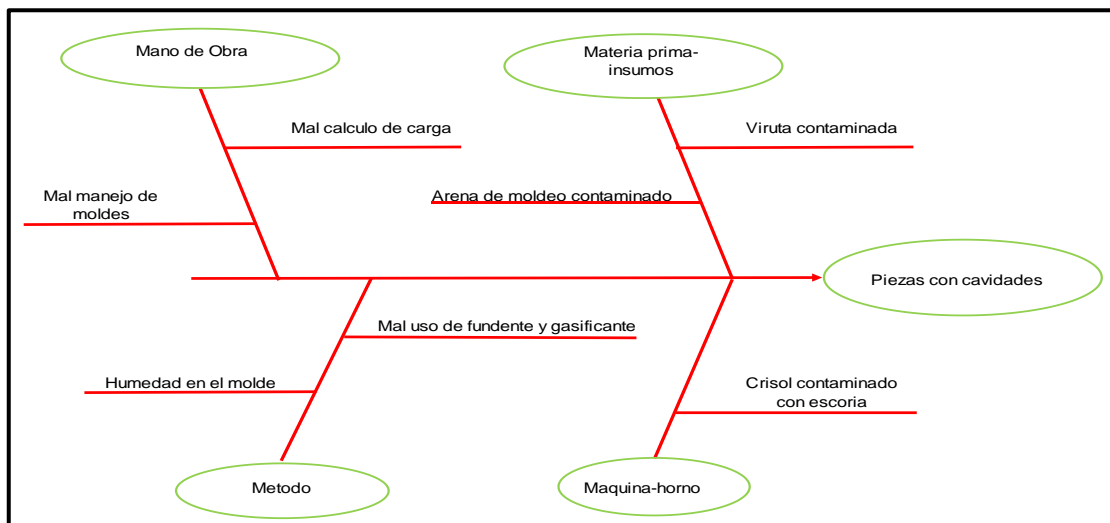 Mano de Obra
Materia prima-
insumos
Mal calculo de carga
Viruta contaminada
Mal manejo de
moldes
Arena de moldeo contaminado
Piezas con cavidades
Mal uso de fundente y gasificante
Humedad en el molde
Crisol contaminado
con escoria
Metodo
Maquina-horno